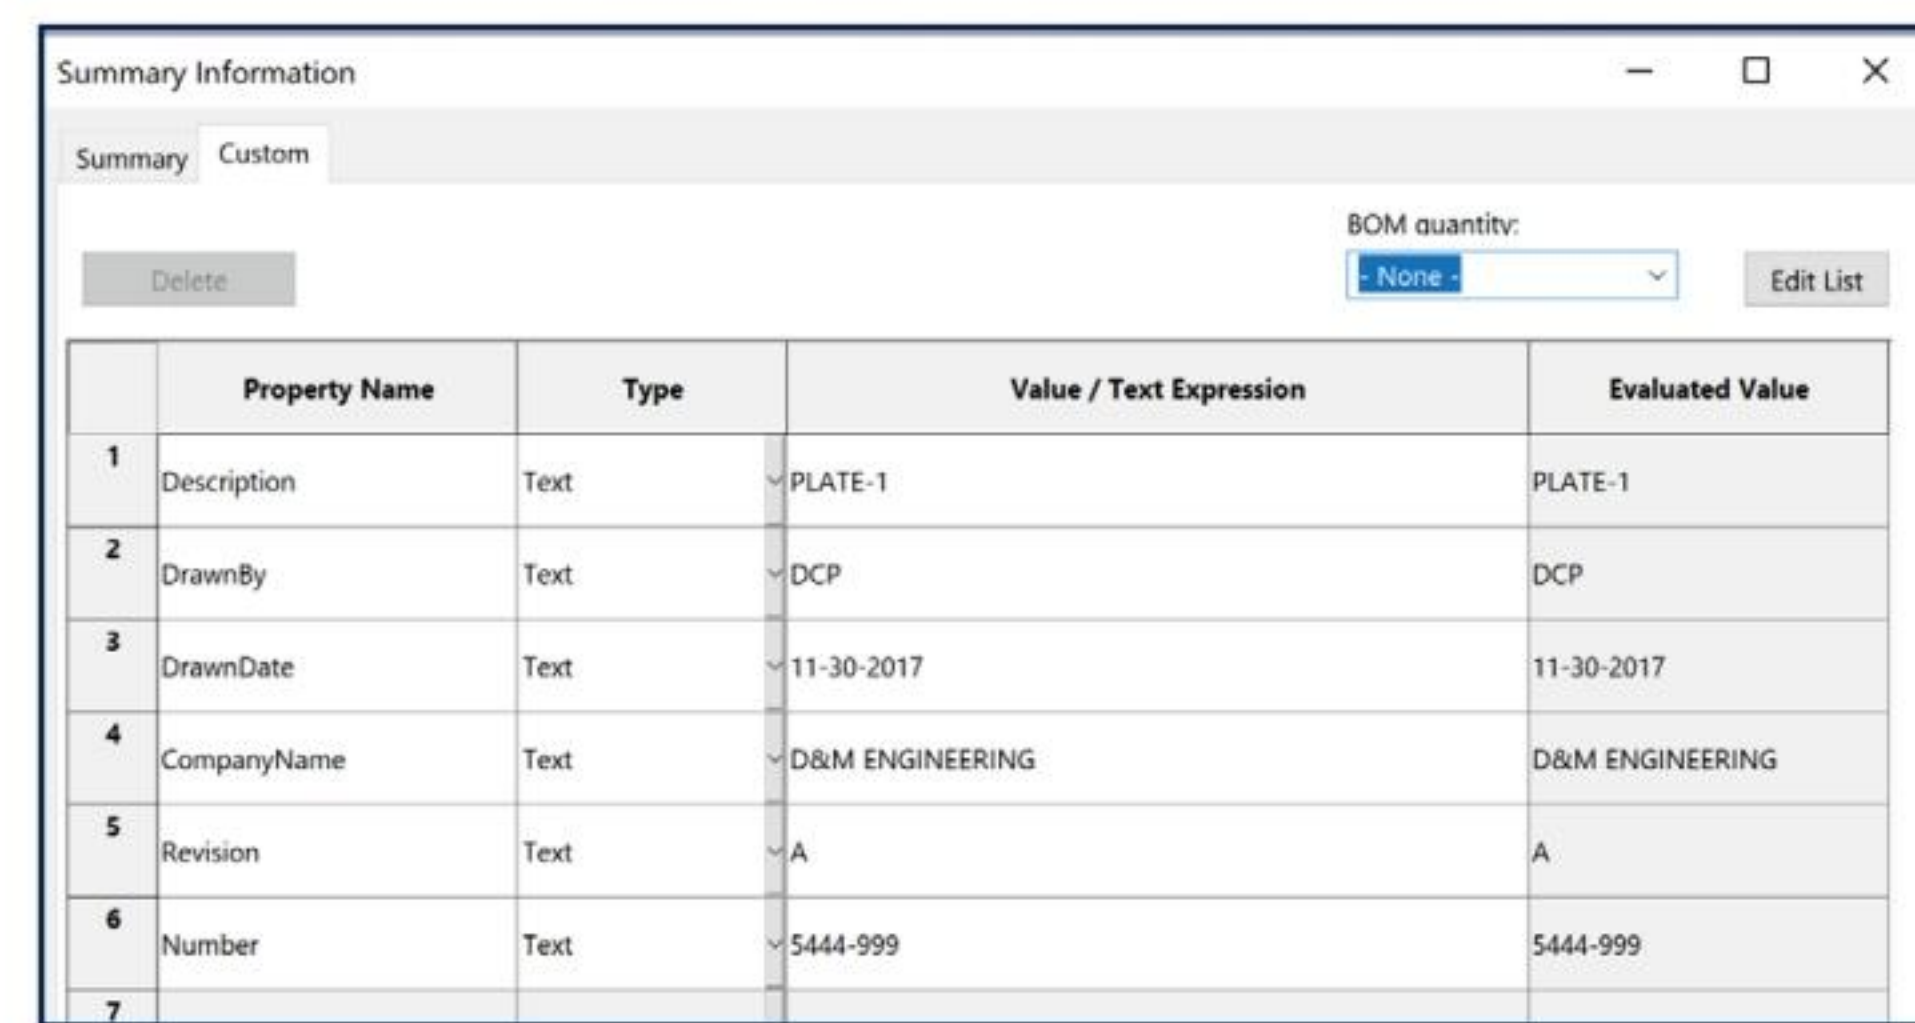 Summary Information
Summary Custom
BOM quantity:
Delete - None - Edit List
Property Name Type Value / Text Expression Evaluated Value
1 Description Text PLATE-1 PLATE-1
2 DrawnBy Text DCP DCP
3 DrawnDate Text 11-30-2017 11-30-2017
4 CompanyName Text D&M ENGINEERING D&M ENGINEERING
5 Revision Text A A
6 Number Text 5444-999 5444-999
7